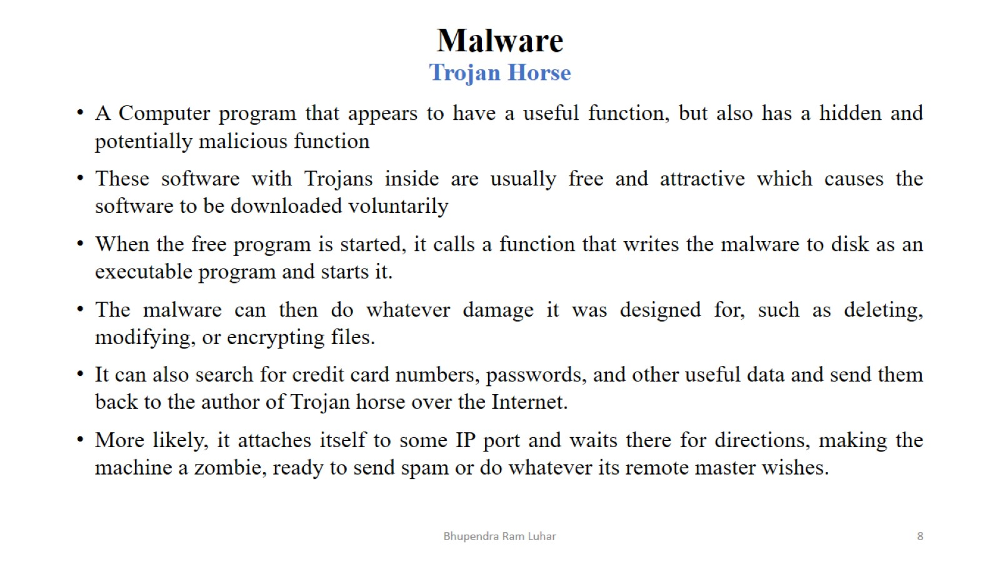 Malware
Trojan Horse
• A Computer program that appears to have a useful function, but also has a hidden and
potentially malicious function
• These software with Trojans inside are usually free and attractive which causes the
software to be downloaded voluntarily
• When the free program is started, it calls a function that writes the malware to disk as an
executable program and starts it.
• The malware can then do whatever damage it was designed for, such as deleting,
modifying, or encrypting files.
• It can also search for credit card numbers, passwords, and other useful data and send them
back to the author of Trojan horse over the Internet.
• More likely, it attaches itself to some IP port and waits there for directions, making the
machine a zombie, ready to send spam or do whatever its remote master wishes.
Bhupendra Ram Luhar
8